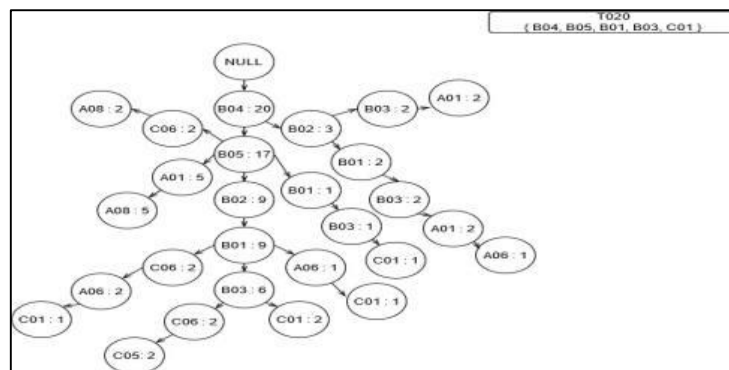 T020
{ B04, B05, B01, B03, C01 }
NULL
A08 : 2
B04 : 20
B03 : 2
A01 : 2
C06 : 2
B02 : 3
B05 : 17
A01 : 5
B01 : 2
B02 : 9
B01 : 1
A08 : 5
B03 : 2
B03 : 1
A01 : 2
B01 : 9
C06 : 2
A06 : 1
C01 : 1
A06 : 1
A06 : 2
B03 : 6
C01 : 1
C01 : 1
C06 : 2
C01 : 2
C05: 2